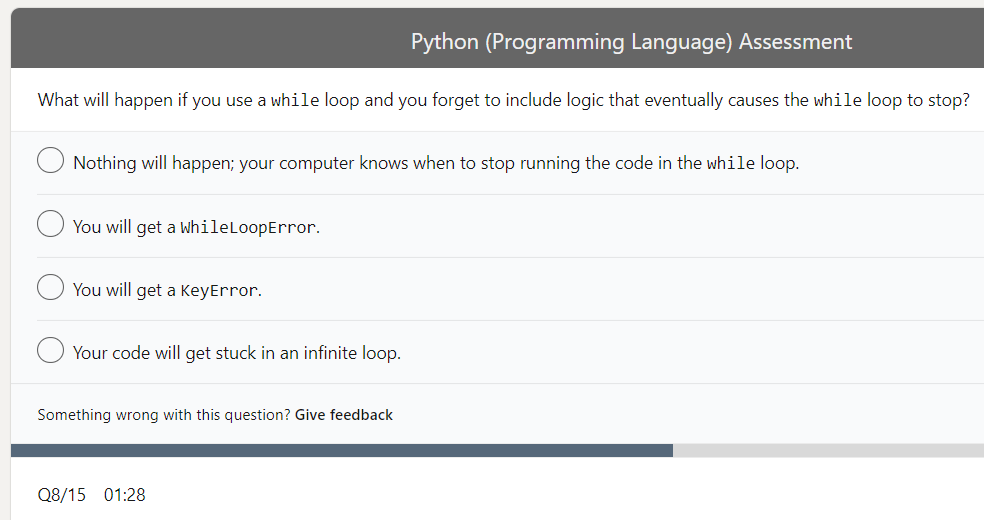 Python (Programming Language) Assessment
What will happen if you use a while loop and you forget to include logic that eventually causes the while loop to stop?
Nothing will happen; your computer knows when to stop running the code in the while loop.
You will get a WhileLoopError.
You will get a KeyError.
Your code will get stuck in an infinite loop.
Something wrong with this question? Give feedback
Q8/15 01:28